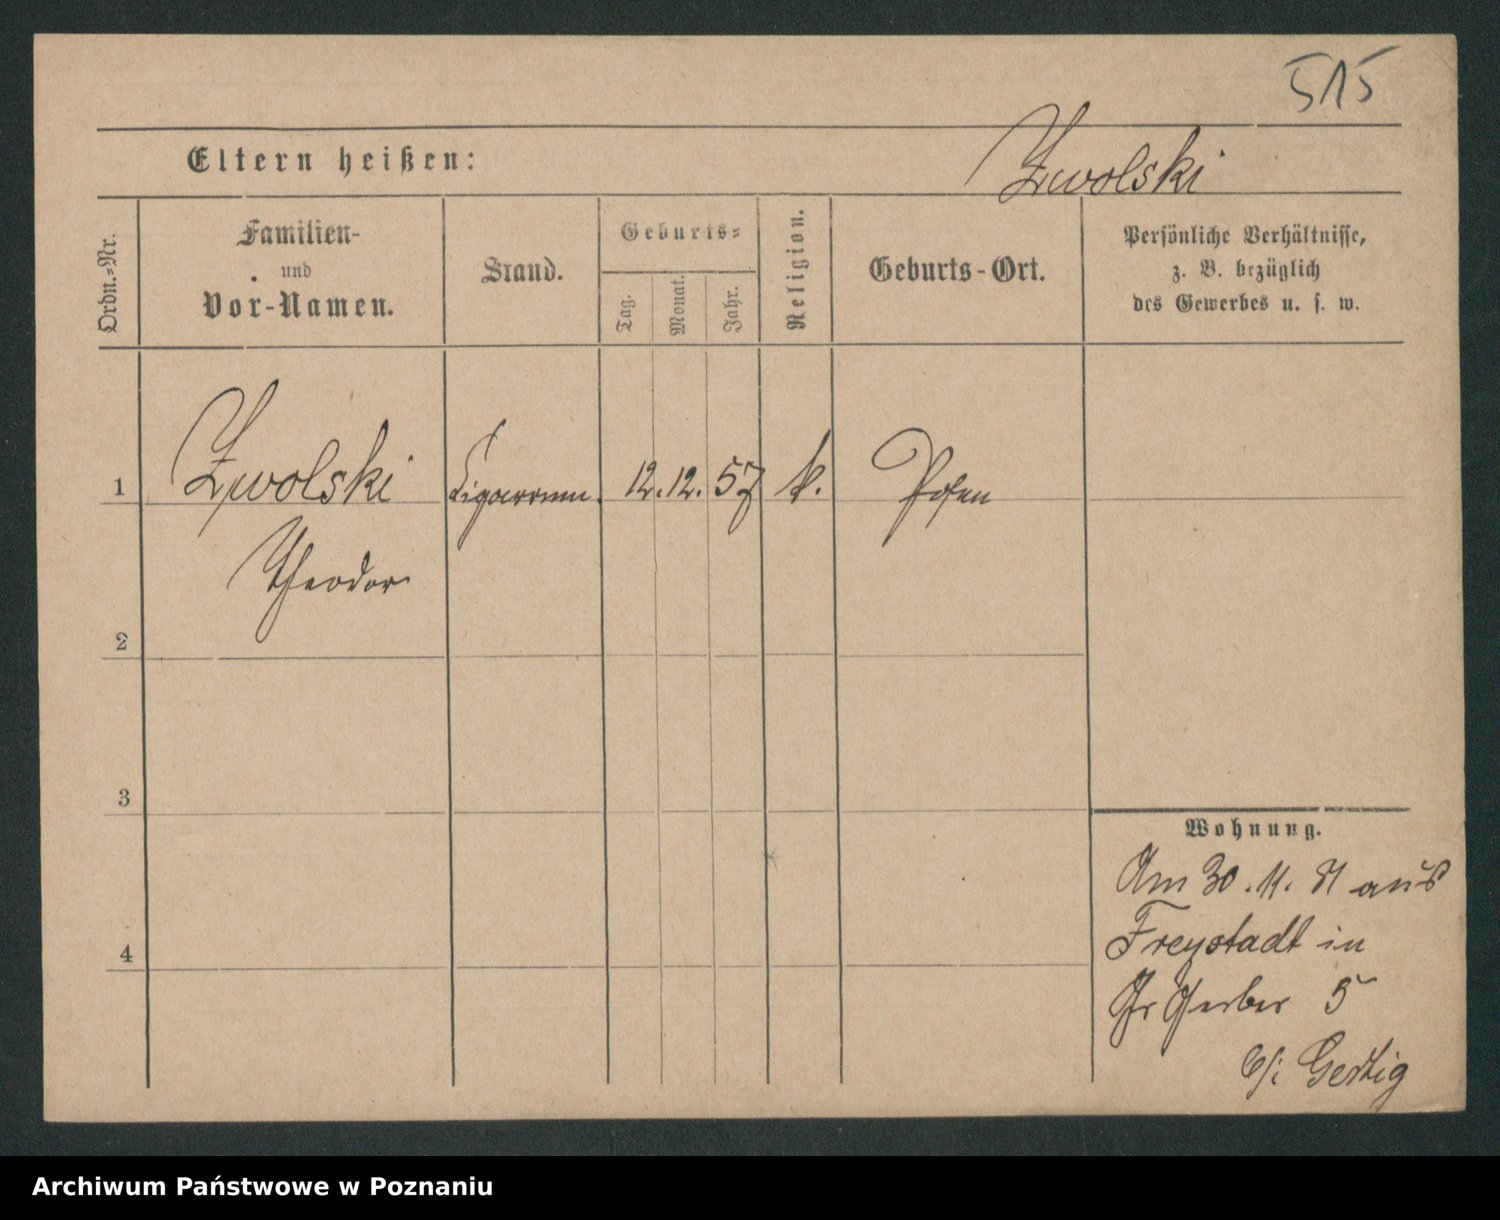 515
Eltern heißen:
Zwolski
Ordn.-Nr.
Familien-
und
Vor-Namen.
Stand.
Geburts-
Tag.
Monat.
Jahr.
Religion.
Geburts-Ort.
Persönliche Verhältnisse,
z. B. bezüglich
des Gewerbes u. s. w.
1 Zwolski 12. 12. 57 k. Posen
Theodor
2
3
4
Wohnung.
Am 30. 11. 81 aus
Freystadt in
Gr Gerber 5
b/: Gertig
Archiwum Państwowe w Poznaniu